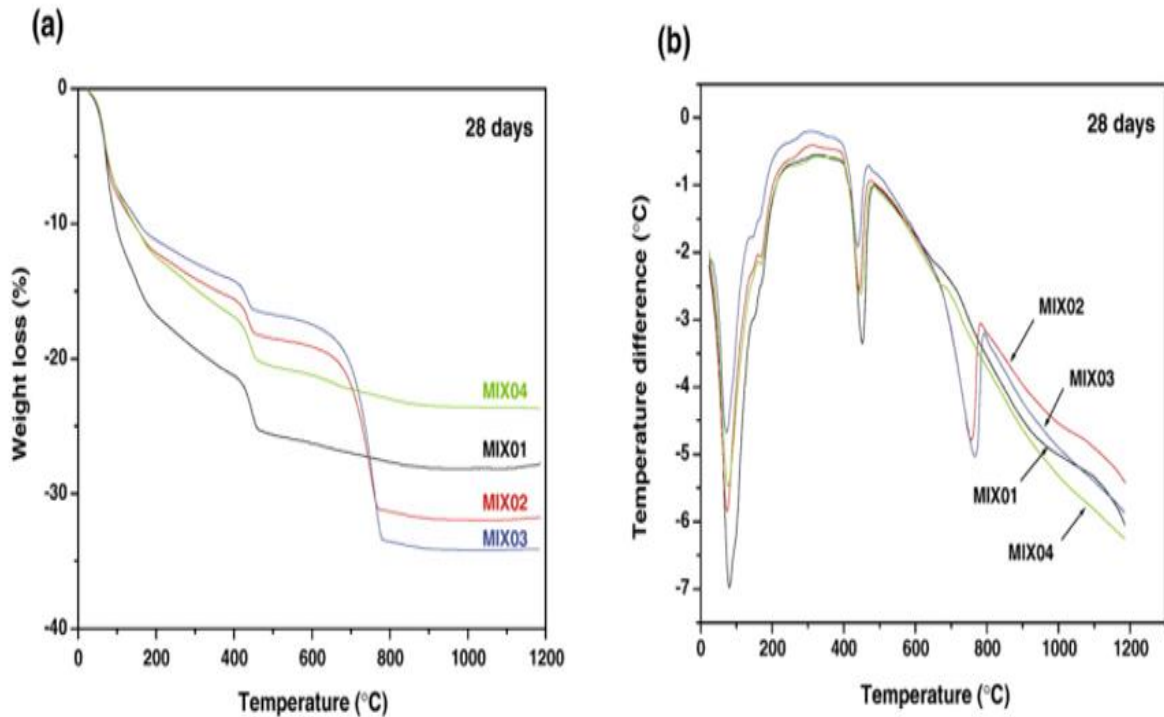 (a)
28 days
Weight loss (%)
0
-10
-20
-30
-40
MIX04
MIX01
MIX02
MIX03
0 200 400 600 800 1000 1200
Temperature (°C)
(b)
28 days
Temperature difference (°C)
0
-1
-2
-3
-4
-5
-6
-7
MIX02
MIX03
MIX01
MIX04
0 200 400 600 800 1000 1200
Temperature (°C)